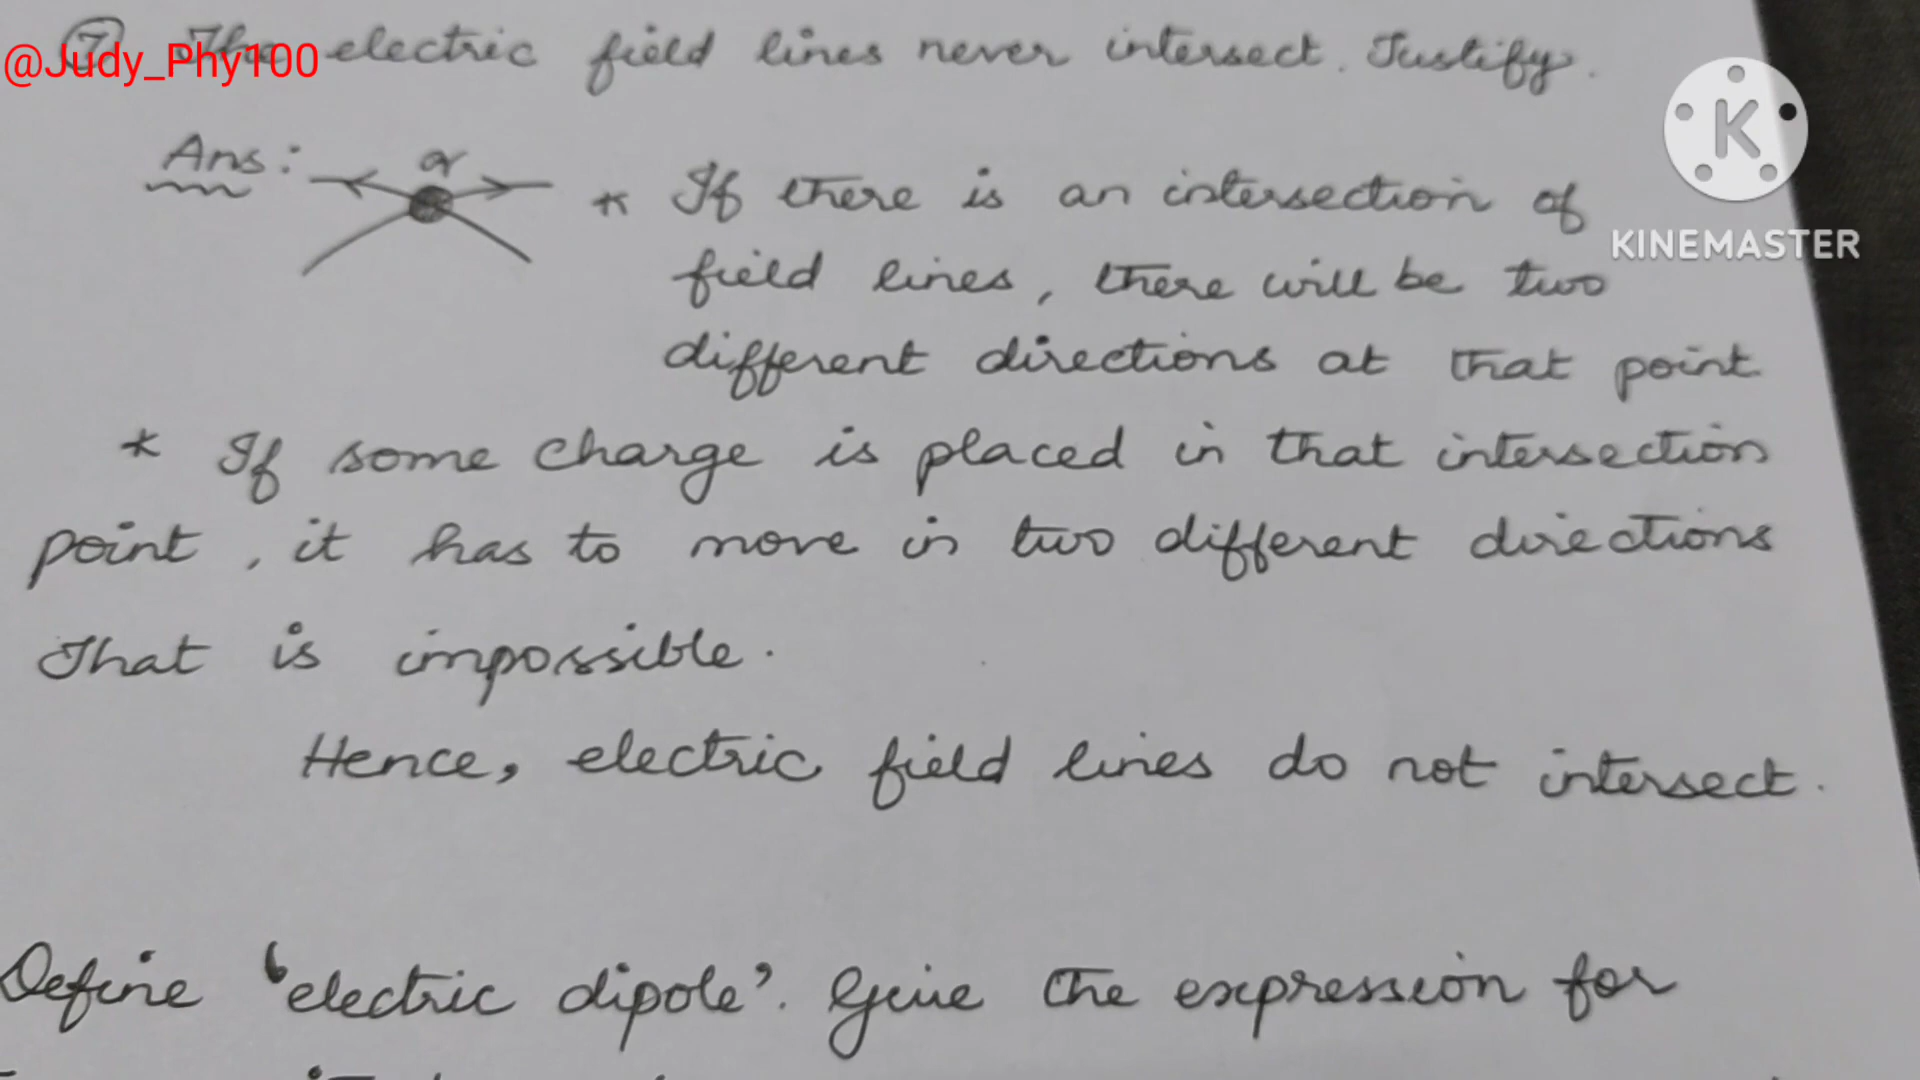 ⑦ The electric field lines never intersect. Justify.
@Judy_Phy100
Ans:
q
* If there is an intersection of
field lines, there will be two
different directions at that point
* If some charge is placed in that intersection
point, it has to move in two different directions
That is impossible.
Hence, electric field lines do not intersect.
Define 'electric dipole'. Give the expression for
K
KINEMASTER